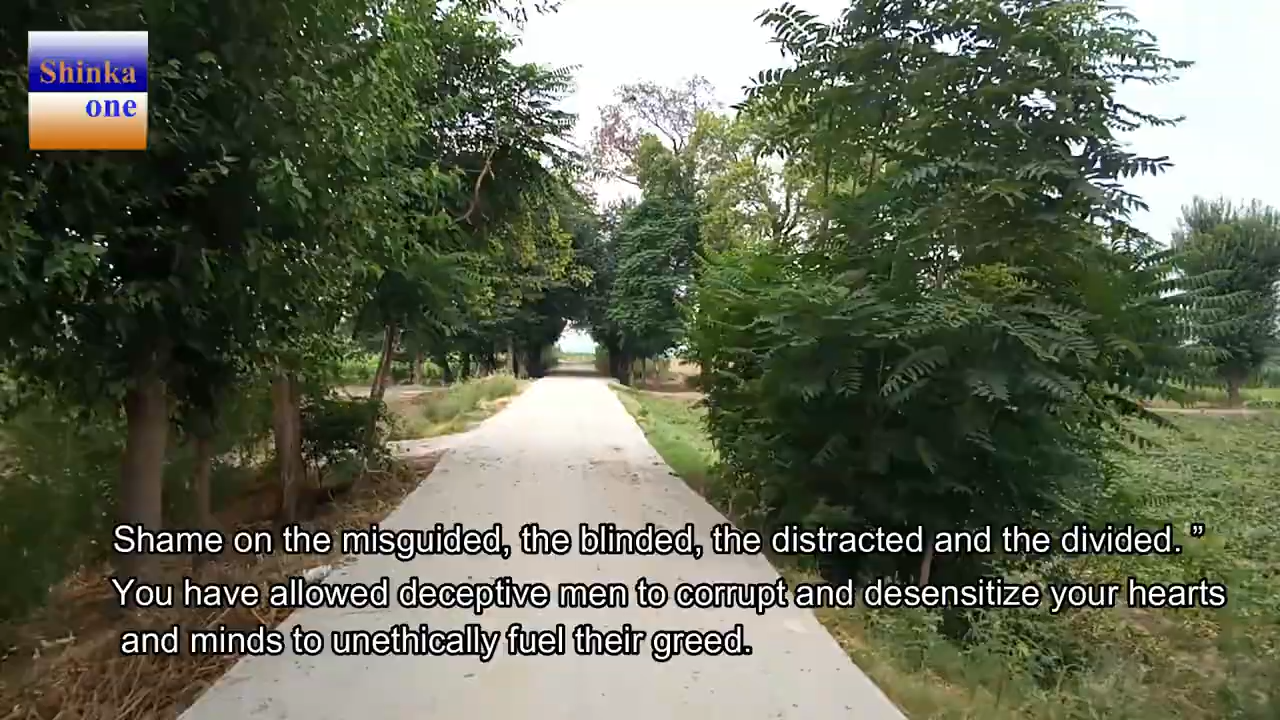 Shinka
one
Shame on the misguided, the blinded, the distracted and the divided. ”
You have allowed deceptive men to corrupt and desensitize your hearts
and minds to unethically fuel their greed.